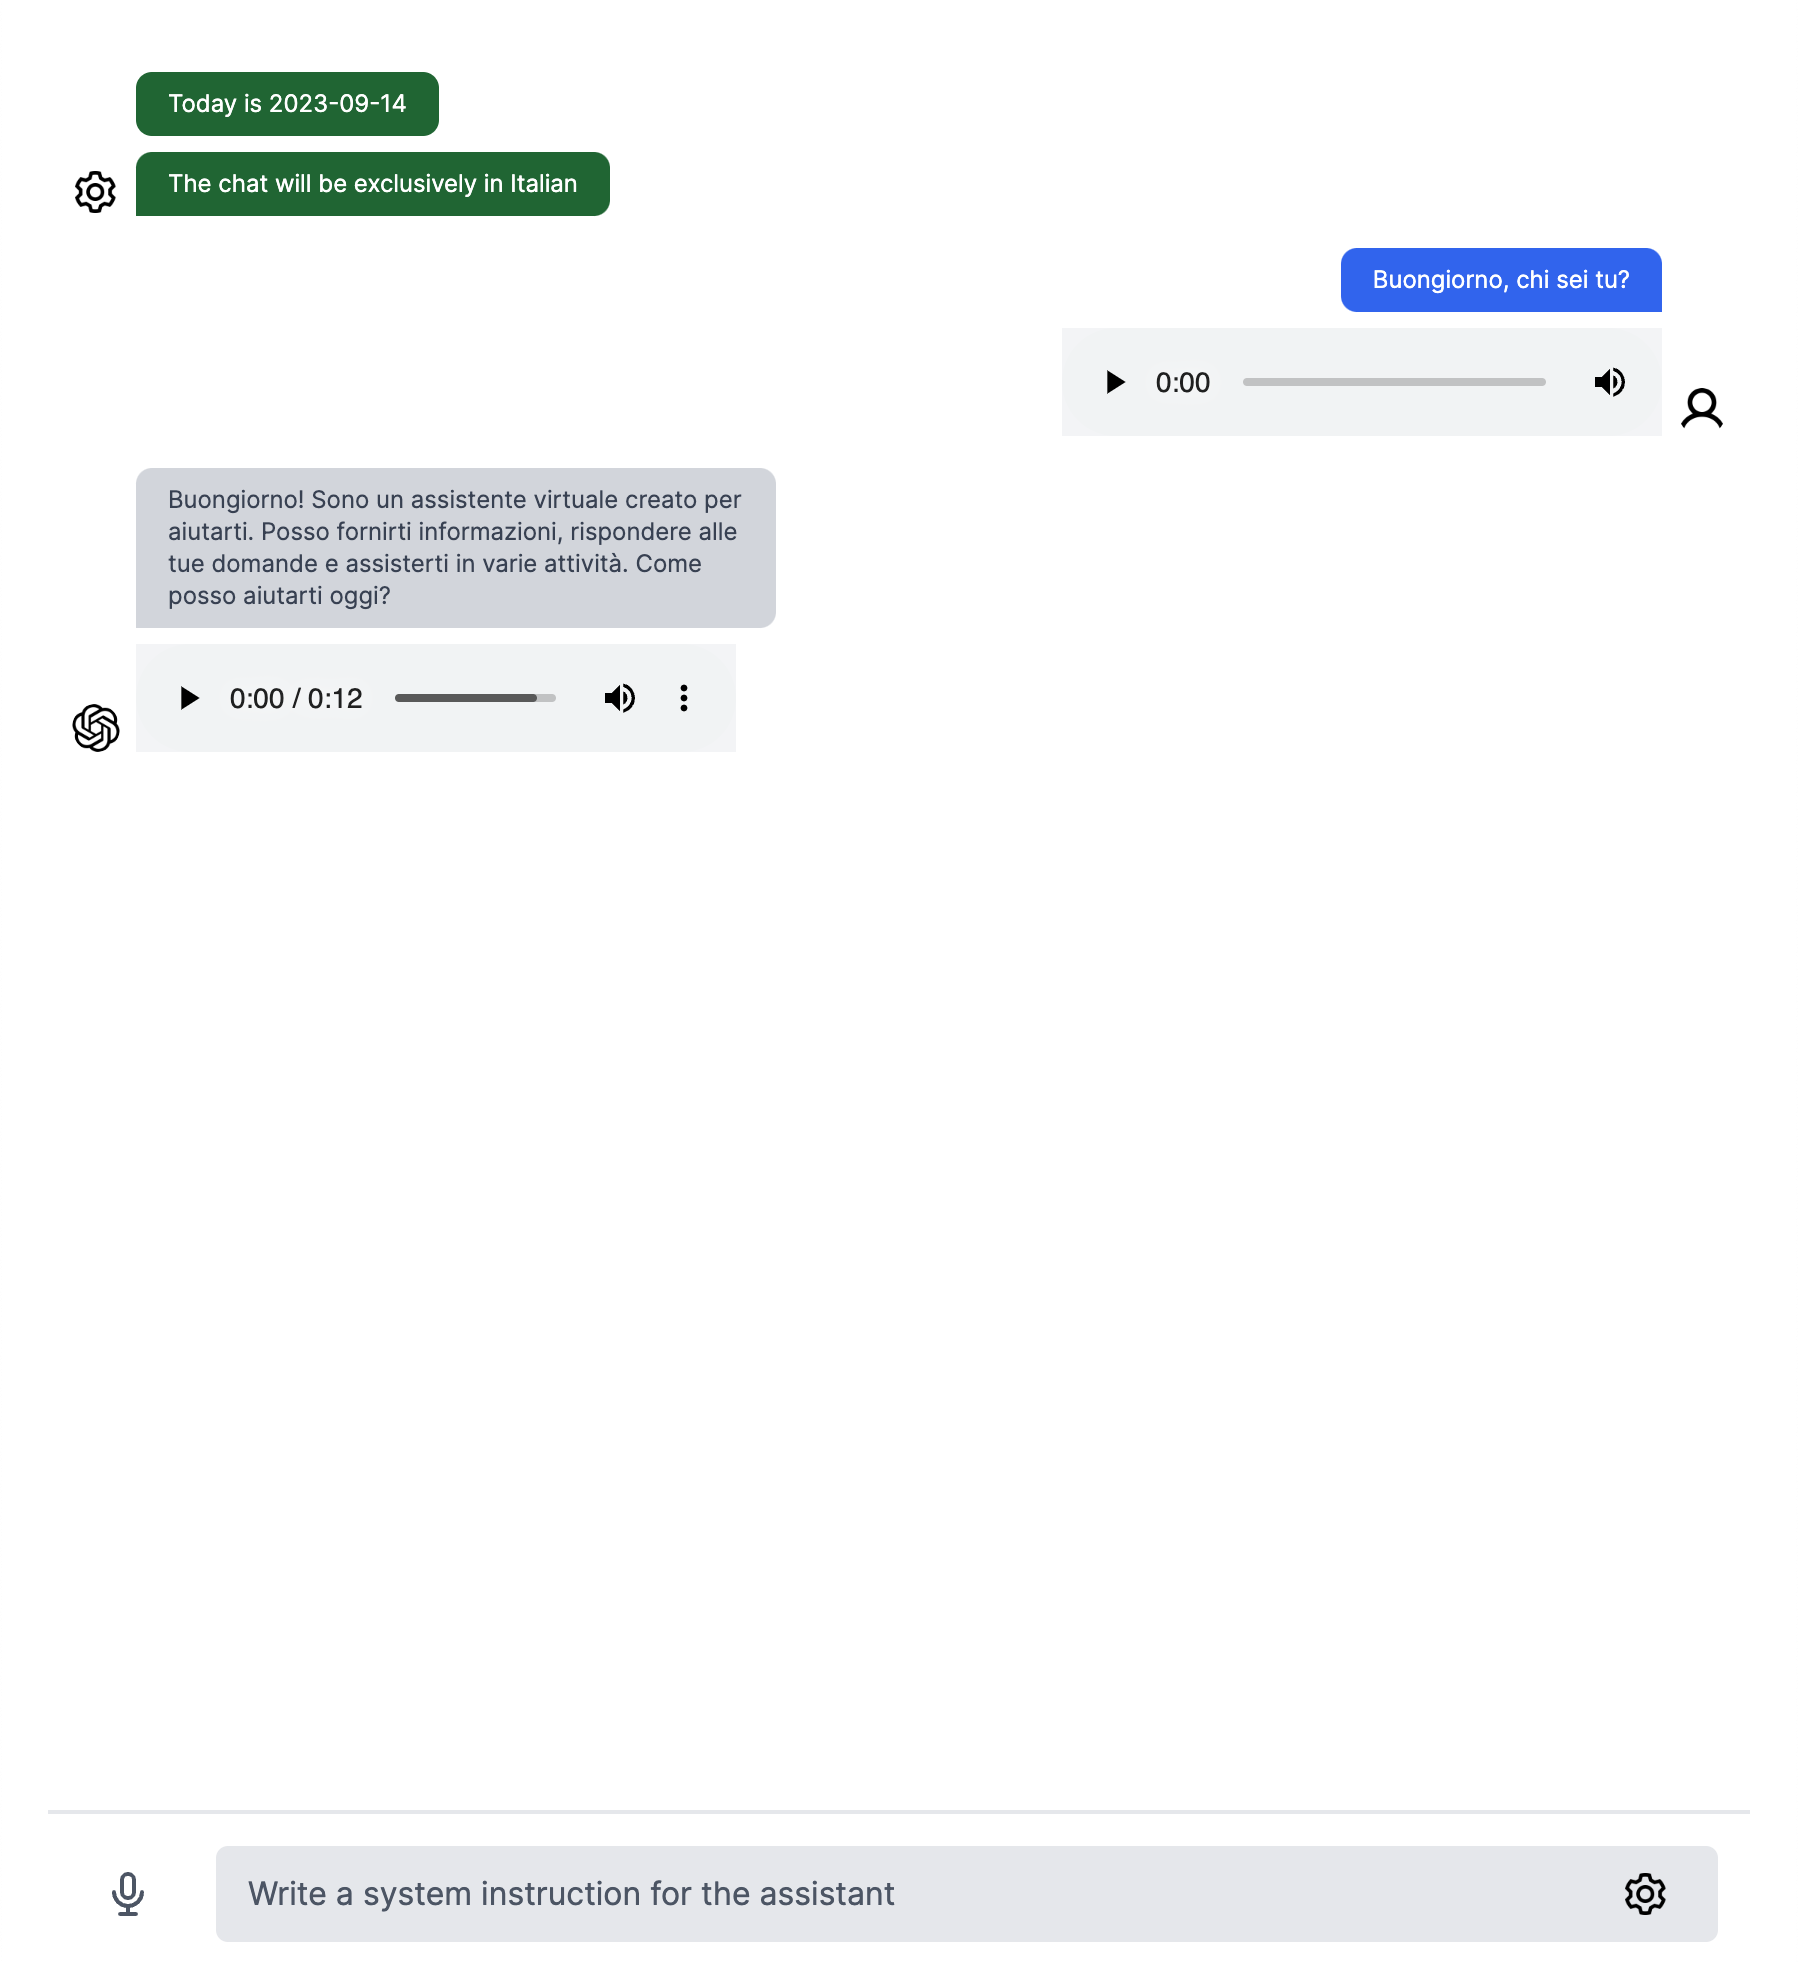 Today is 2023-09-14
The chat will be exclusively in Italian
Buongiorno, chi sei tu?
0:00
Buongiorno! Sono un assistente virtuale creato per
aiutarti. Posso fornirti informazioni, rispondere alle
tue domande e assisterti in varie attività. Come
posso aiutarti oggi?
0:00 / 0:12
Write a system instruction for the assistant